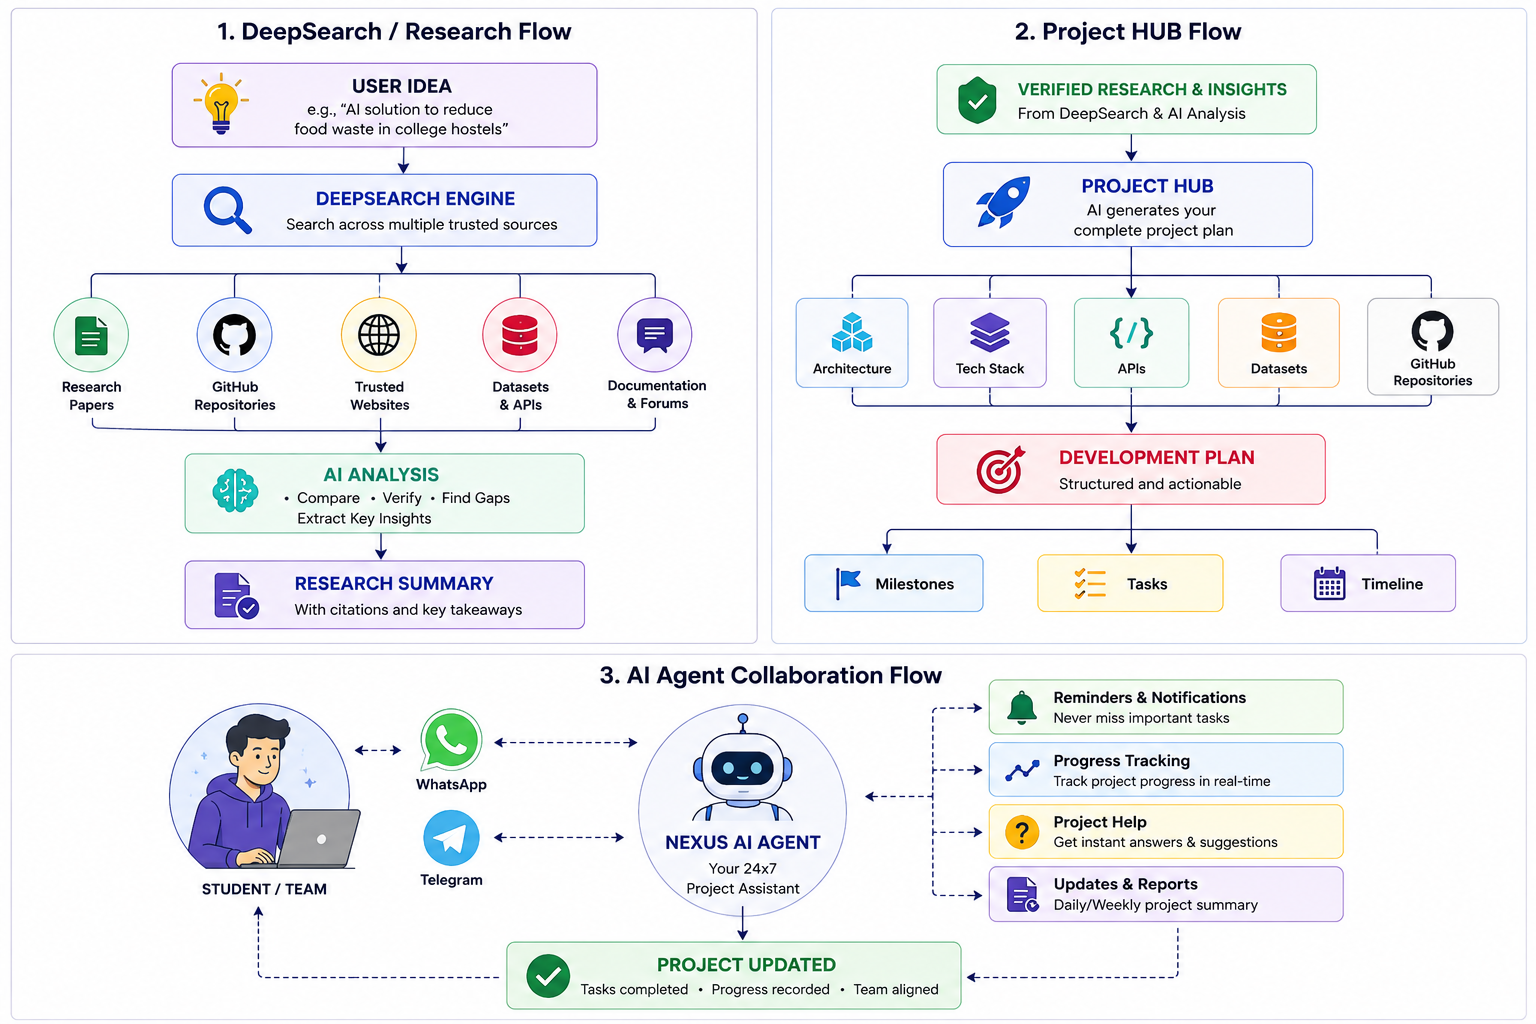 1. DeepSearch / Research Flow
USER IDEA
e.g., “AI solution to reduce
food waste in college hostels”
DEEPSEARCH ENGINE
Search across multiple trusted sources
Research
Papers
GitHub
Repositories
Trusted
Websites
Datasets
& APIs
Documentation
& Forums
AI ANALYSIS
• Compare • Verify • Find Gaps
Extract Key Insights
RESEARCH SUMMARY
With citations and key takeaways
2. Project HUB Flow
VERIFIED RESEARCH & INSIGHTS
From DeepSearch & AI Analysis
PROJECT HUB
AI generates your
complete project plan
Architecture
Tech Stack
{/}
APIs
Datasets
GitHub
Repositories
DEVELOPMENT PLAN
Structured and actionable
Milestones
Tasks
Timeline
3. AI Agent Collaboration Flow
STUDENT / TEAM
WhatsApp
Telegram
NEXUS AI AGENT
Your 24x7
Project Assistant
Reminders & Notifications
Never miss important tasks
Progress Tracking
Track project progress in real-time
?
Project Help
Get instant answers & suggestions
Updates & Reports
Daily/Weekly project summary
PROJECT UPDATED
Tasks completed • Progress recorded • Team aligned